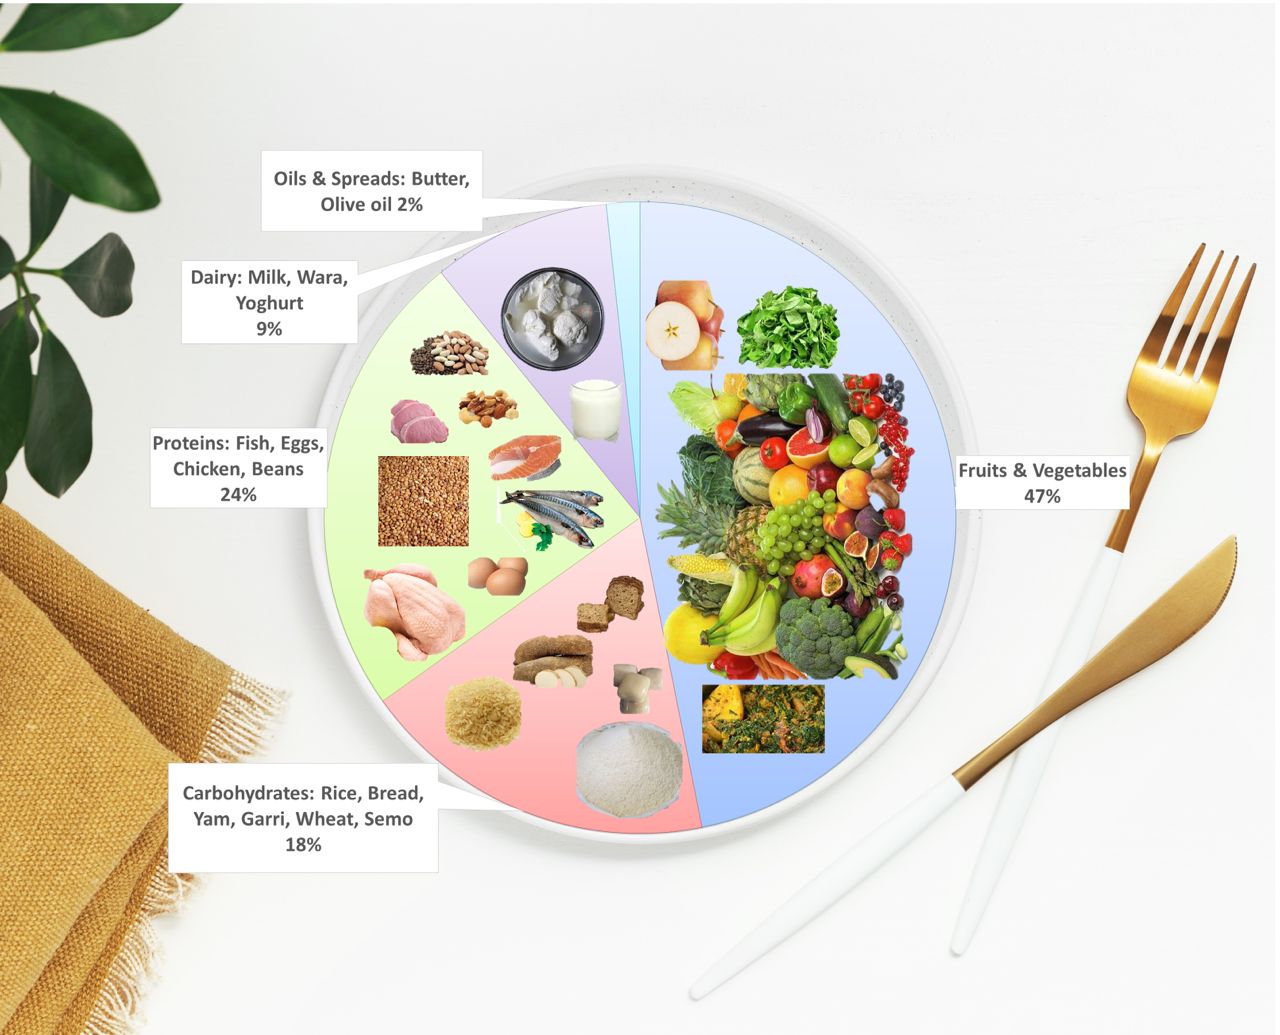 Oils & Spreads: Butter,
Olive oil 2%
Dairy: Milk, Wara,
Yoghurt
9%
Proteins: Fish, Eggs,
Chicken, Beans
24%
Fruits & Vegetables
47%
Carbohydrates: Rice, Bread,
Yam, Garri, Wheat, Semo
18%